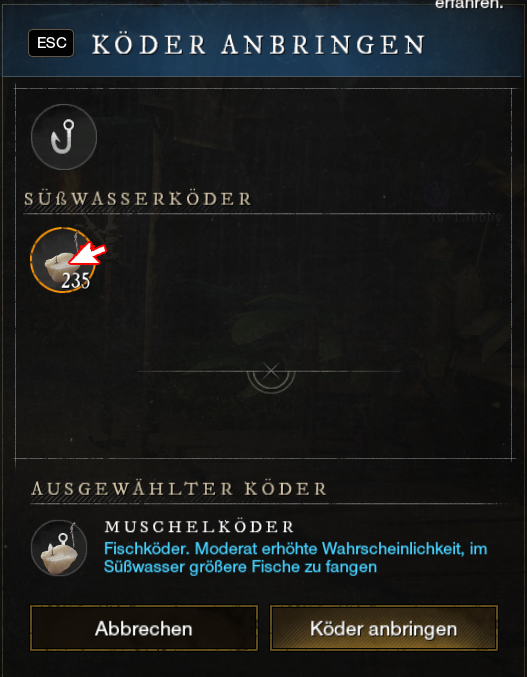 erfahren.
ESC KÖDER ANBRINGEN
SÜẞWASSERKÖDER
235
AUSGEWÄHLTER KÖDER
MUSCHELKÖDER
Fischköder. Moderat erhöhte Wahrscheinlichkeit, im
Süßwasser größere Fische zu fangen
Abbrechen Köder anbringen